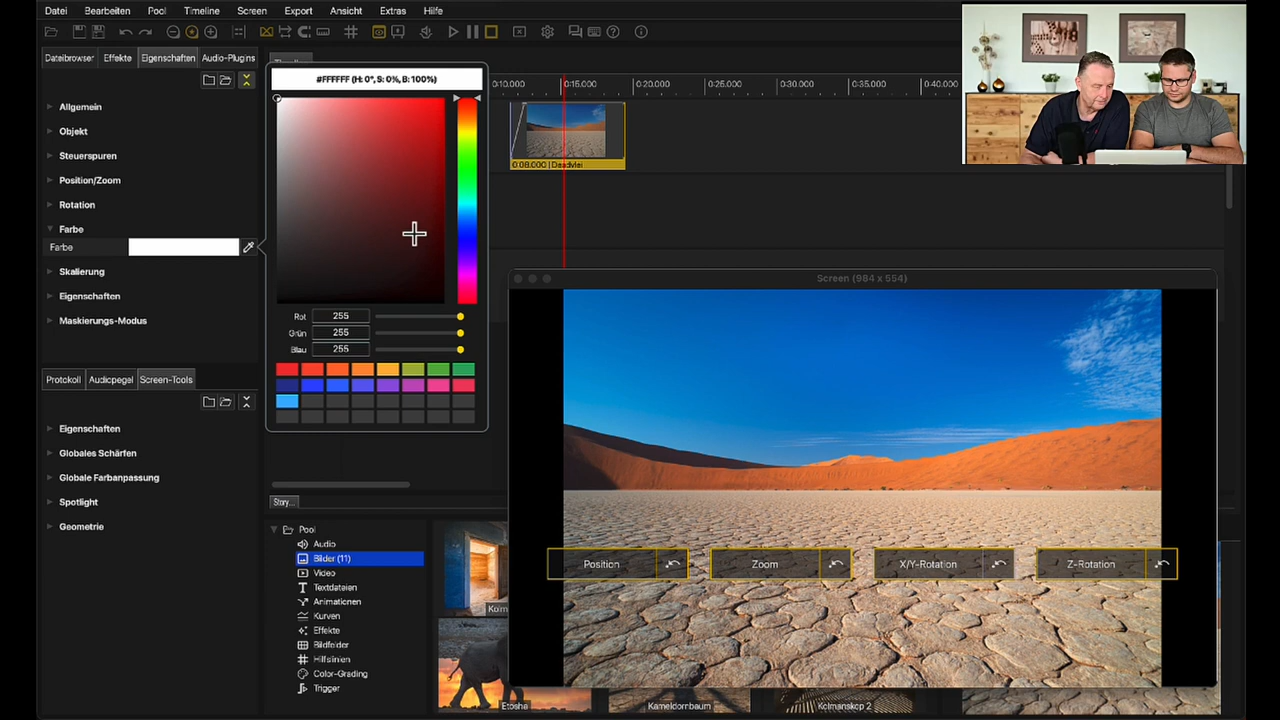 Datei Bearbeiten Pool Timeline Screen Export Ansicht Extras Hilfe
Dateibrowser Effekte Eigenschaften Audio-Plugins
#FFFFFF (H: 0°, S: 0%, B: 100%)
0:10.000 0:15.000 0:20.000 0:25.000 0:30.000 0:35.000 0:40.000
Allgemein
Objekt
Steuerspuren
0:08.000 | Deadvlei
Position/Zoom
Rotation
Farbe
Farbe
Skalierung
Screen (984 x 554)
Eigenschaften
Rot 255
Maskierungs-Modus
Grün 255
Blau 255
Protokoll Audiopegel Screen-Tools
Eigenschaften
Globales Schärfen
Globale Farbanpassung
Spotlight
Story...
Geometrie
Pool
Audio
Bilder (11)
Video
Textdateien
Animationen
Kurven
Effekte
Bildfelder
Hilfslinien
Color-Grading
Trigger
Position Zoom X/Y-Rotation Z-Rotation
Etosha Kameldornbaum Kolmanskop 2